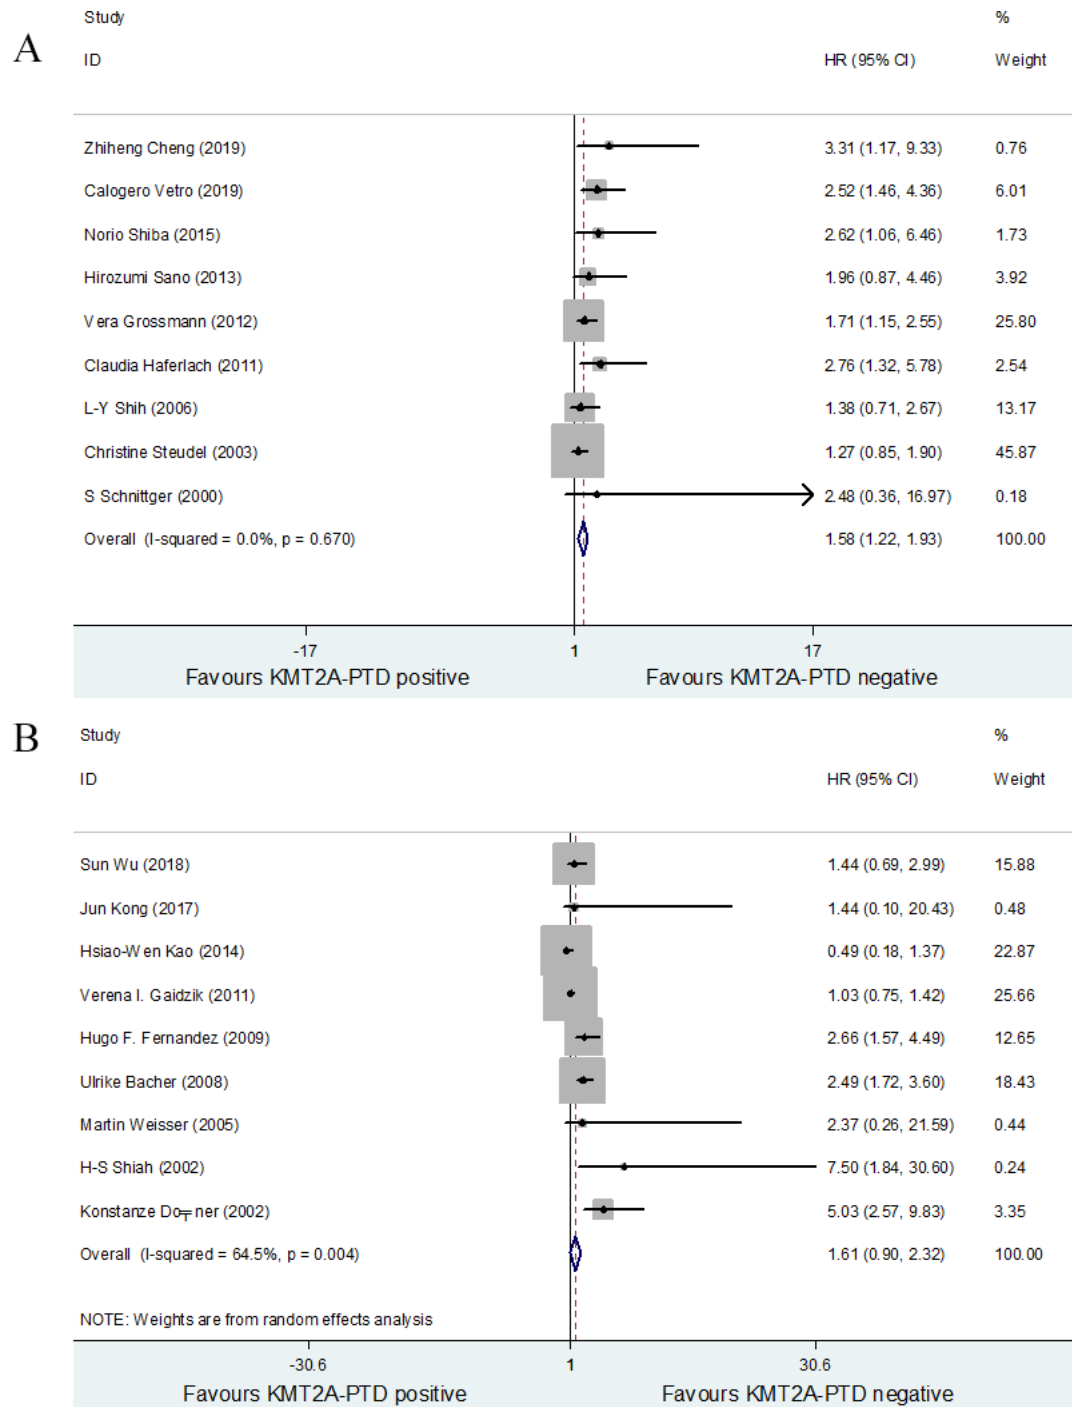 A
Study %
ID HR (95% CI) Weight
Zhiheng Cheng (2019) 3.31 (1.17, 9.33) 0.76
Calogero Vetro (2019) 2.52 (1.46, 4.36) 6.01
Norio Shiba (2015) 2.62 (1.06, 6.46) 1.73
Hirozumi Sano (2013) 1.96 (0.87, 4.46) 3.92
Vera Grossmann (2012) 1.71 (1.15, 2.55) 25.80
Claudia Haferlach (2011) 2.76 (1.32, 5.78) 2.54
L-Y Shih (2006) 1.38 (0.71, 2.67) 13.17
Christine Steudel (2003) 1.27 (0.85, 1.90) 45.87
S Schnittger (2000) 2.48 (0.36, 16.97) 0.18
Overall (I-squared = 0.0%, p = 0.670) 1.58 (1.22, 1.93) 100.00
-17 1 17
Favours KMT2A-PTD positive Favours KMT2A-PTD negative
B
Study %
ID HR (95% CI) Weight
Sun Wu (2018) 1.44 (0.69, 2.99) 15.88
Jun Kong (2017) 1.44 (0.10, 20.43) 0.48
Hsiao-Wen Kao (2014) 0.49 (0.18, 1.37) 22.87
Verena I. Gaidzik (2011) 1.03 (0.75, 1.42) 25.66
Hugo F. Fernandez (2009) 2.66 (1.57, 4.49) 12.65
Ulrike Bacher (2008) 2.49 (1.72, 3.60) 18.43
Martin Weisser (2005) 2.37 (0.26, 21.59) 0.44
H-S Shiah (2002) 7.50 (1.84, 30.60) 0.24
Konstanze Do╤ner (2002) 5.03 (2.57, 9.83) 3.35
Overall (I-squared = 64.5%, p = 0.004) 1.61 (0.90, 2.32) 100.00
NOTE: Weights are from random effects analysis
-30.6 1 30.6
Favours KMT2A-PTD positive Favours KMT2A-PTD negative